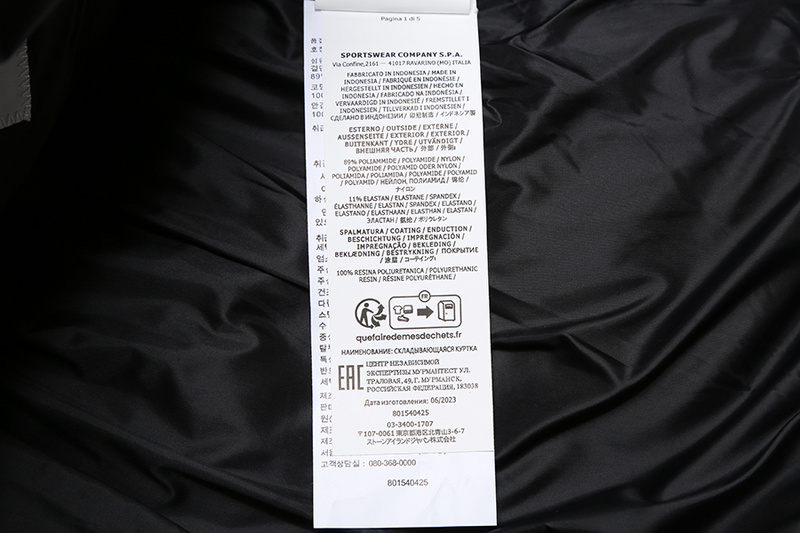 Pagina 1 di 5
SPORTSWEAR COMPANY S.P.A.
Via Confine,2161 — 41017 RAVARINO (MO) ITALIA
FABBRICATO IN INDONESIA / MADE IN
INDONESIA / FABRIQUÉ EN INDONÉSIE /
HERGESTELLT IN INDONESIEN / HECHO EN
INDONESIA / FABRICADO NA INDONÉSIA /
VERVAARDIGD IN INDONESIË / FREMSTILLET I
INDONESIEN / TILLVERKAD I INDONESIEN /
СДЕЛАНО В ИНДОНЕЗИИ / 印尼制造 / インドネシア製
ESTERNO / OUTSIDE / EXTERNE /
AUSSENSEITE / EXTERIOR / EXTERIOR /
BUITENKANT / YDRE / UTVÄNDIGT /
ВНЕШНЯЯ ЧАСТЬ / 外部 / 外側
89% POLIAMMIDE / POLYAMIDE / NYLON /
POLYAMIDE / POLYAMID ODER NYLON /
POLIAMIDA / POLIAMIDA / POLYAMIDE / POLYAMID
/ POLYAMID / НЕЙЛОН, ПОЛИАМИД / 锦纶 /
ナイロン
11% ELASTAN / ELASTANE / SPANDEX /
ÉLASTHANNE / ELASTAN / SPANDEX / ELASTANO /
ELASTANO / ELASTHAAN / ELASTHAN / ELASTAN /
ЭЛАСТАН / 氨纶 / ポリウレタン
SPALMATURA / COATING / ENDUCTION /
BESCHICHTUNG / IMPREGNACIÓN /
IMPREGNAÇÃO / BEKLEDING /
BEKLÆDNING / BESTRYKNING / ПОКРЫТИЕ
/ 涂层 / コーティング
100% RESINA POLIURETANICA / POLYURETHANIC
RESIN / RÉSINE POLYURÉTHANE /
FR
quefairedemesdechets.fr
НАИМЕНОВАНИЕ: СКЛАДЫВАЮЩАЯСЯ КУРТКА
EAC ЦЕНТР НЕЗАВИСИМОЙ
ЭКСПЕРТИЗЫ МУРМАНТЕСТ УЛ.
ТРАЛОВАЯ, 49, Г. МУРМАНСК,
РОССИЙСКАЯ ФЕДЕРАЦИЯ, 183038
Дата изготовления: 06/2023
801540425
03-3400-1707
〒107-0061 東京都港区北青山3-6-7
ストーンアイランドジャパン株式会社
고객상담실 : 080-368-0000
801540425